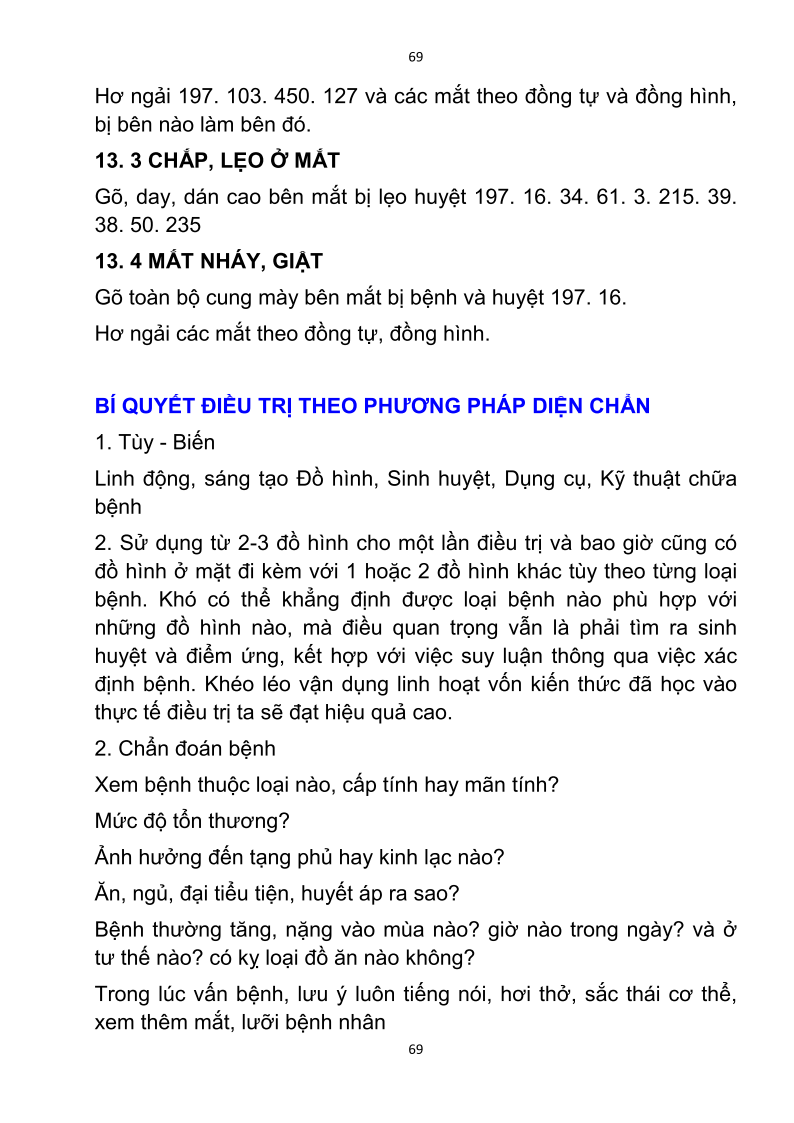 69
Hơ ngải 197. 103. 450. 127 và các mắt theo đồng tự và đồng hình,
bị bên nào làm bên đó.
13. 3 CHẮP, LẸO Ở MẮT
Gõ, day, dán cao bên mắt bị lẹo huyệt 197. 16. 34. 61. 3. 215. 39.
38. 50. 235
13. 4 MẮT NHÁY, GIẬT
Gõ toàn bộ cung mày bên mắt bị bệnh và huyệt 197. 16.
Hơ ngải các mắt theo đồng tự, đồng hình.
BÍ QUYẾT ĐIỀU TRỊ THEO PHƯƠNG PHÁP DIỆN CHẨN
1. Tùy - Biến
Linh động, sáng tạo Đồ hình, Sinh huyệt, Dụng cụ, Kỹ thuật chữa
bệnh
2. Sử dụng từ 2-3 đồ hình cho một lần điều trị và bao giờ cũng có
đồ hình ở mặt đi kèm với 1 hoặc 2 đồ hình khác tùy theo từng loại
bệnh. Khó có thể khẳng định được loại bệnh nào phù hợp với
những đồ hình nào, mà điều quan trọng vẫn là phải tìm ra sinh
huyệt và điểm ứng, kết hợp với việc suy luận thông qua việc xác
định bệnh. Khéo léo vận dụng linh hoạt vốn kiến thức đã học vào
thực tế điều trị ta sẽ đạt hiệu quả cao.
2. Chẩn đoán bệnh
Xem bệnh thuộc loại nào, cấp tính hay mãn tính?
Mức độ tổn thương?
Ảnh hưởng đến tạng phủ hay kinh lạc nào?
Ăn, ngủ, đại tiểu tiện, huyết áp ra sao?
Bệnh thường tăng, nặng vào mùa nào? giờ nào trong ngày? và ở
tư thế nào? có kỵ loại đồ ăn nào không?
Trong lúc vấn bệnh, lưu ý luôn tiếng nói, hơi thở, sắc thái cơ thể,
xem thêm mắt, lưỡi bệnh nhân
69